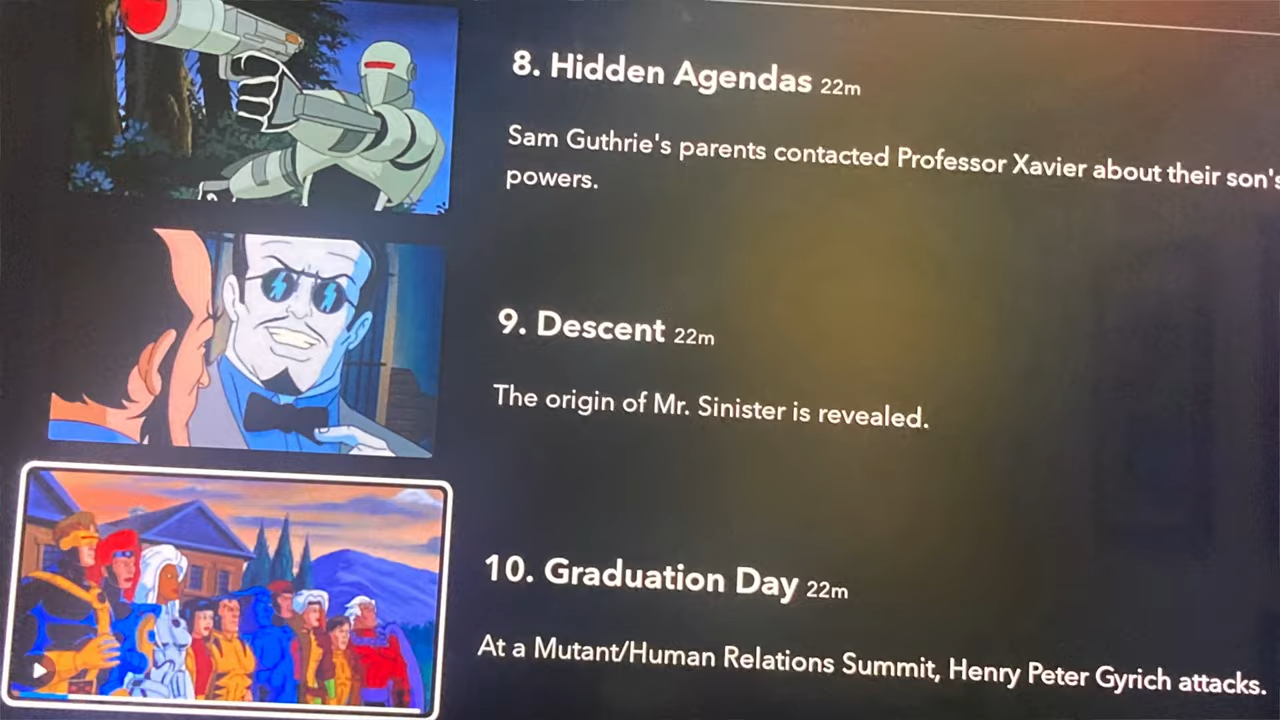 8. Hidden Agendas 22m
Sam Guthrie's parents contacted Professor Xavier about their son's
powers.
9. Descent 22m
The origin of Mr. Sinister is revealed.
10. Graduation Day 22m
At a Mutant/Human Relations Summit, Henry Peter Gyrich attacks.